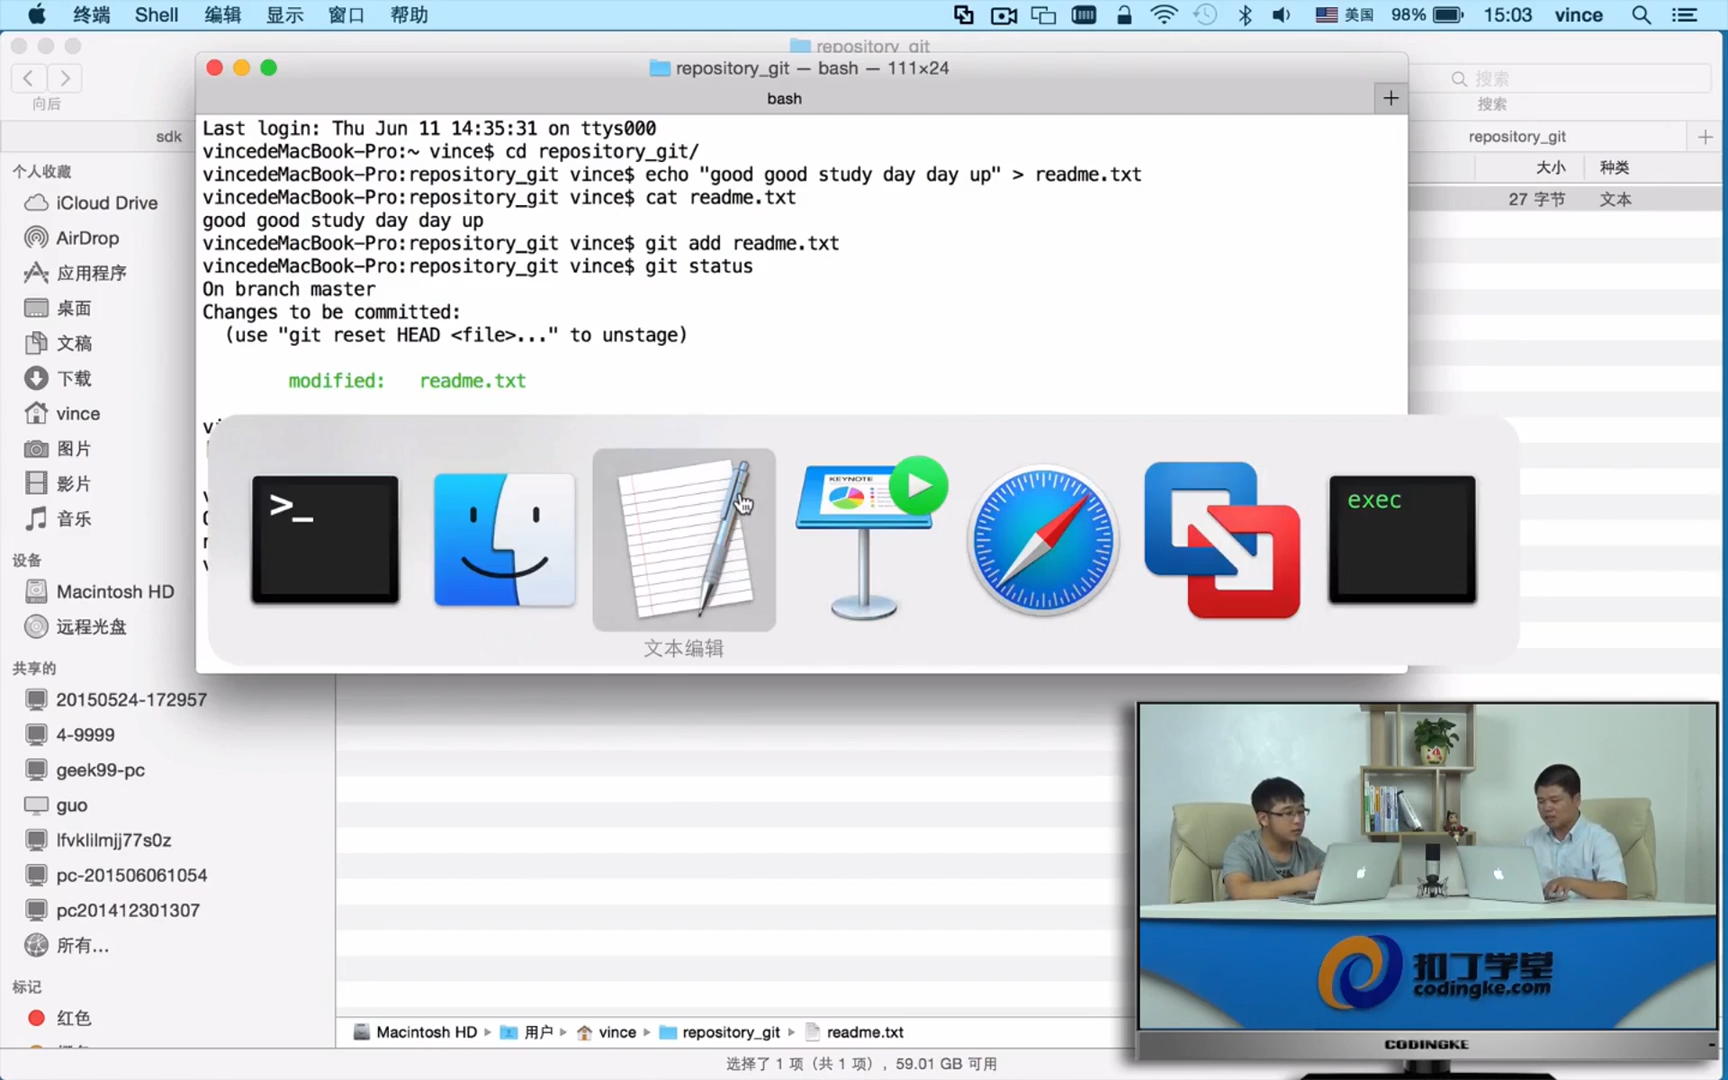 终端 Shell 编辑 显示 窗口 帮助 美国 98% 15:03 vince
repository_git
repository_git — bash — 111×24
搜索
向后
搜索
bash
sdk
repository_git
大小 种类
27 字节 文本
个人收藏
iCloud Drive
AirDrop
应用程序
桌面
文稿
下载
vince
图片
影片
音乐
设备
Macintosh HD
远程光盘
共享的
20150524-172957
4-9999
geek99-pc
guo
lfvklilmjj77s0z
pc-201506061054
pc201412301307
所有...
标记
红色
Last login: Thu Jun 11 14:35:31 on ttys000
vincedeMacBook-Pro:~ vince$ cd repository_git/
vincedeMacBook-Pro:repository_git vince$ echo "good good study day day up" > readme.txt
vincedeMacBook-Pro:repository_git vince$ cat readme.txt
good good study day day up
vincedeMacBook-Pro:repository_git vince$ git add readme.txt
vincedeMacBook-Pro:repository_git vince$ git status
On branch master
Changes to be committed:
(use "git reset HEAD <file>..." to unstage)
modified: readme.txt
>_
KEYNOTE
exec
文本编辑
扣丁学堂
codingke.com
CODINGKE
Macintosh HD 用户 vince repository_git readme.txt
选择了 1 项（共 1 项），59.01 GB 可用